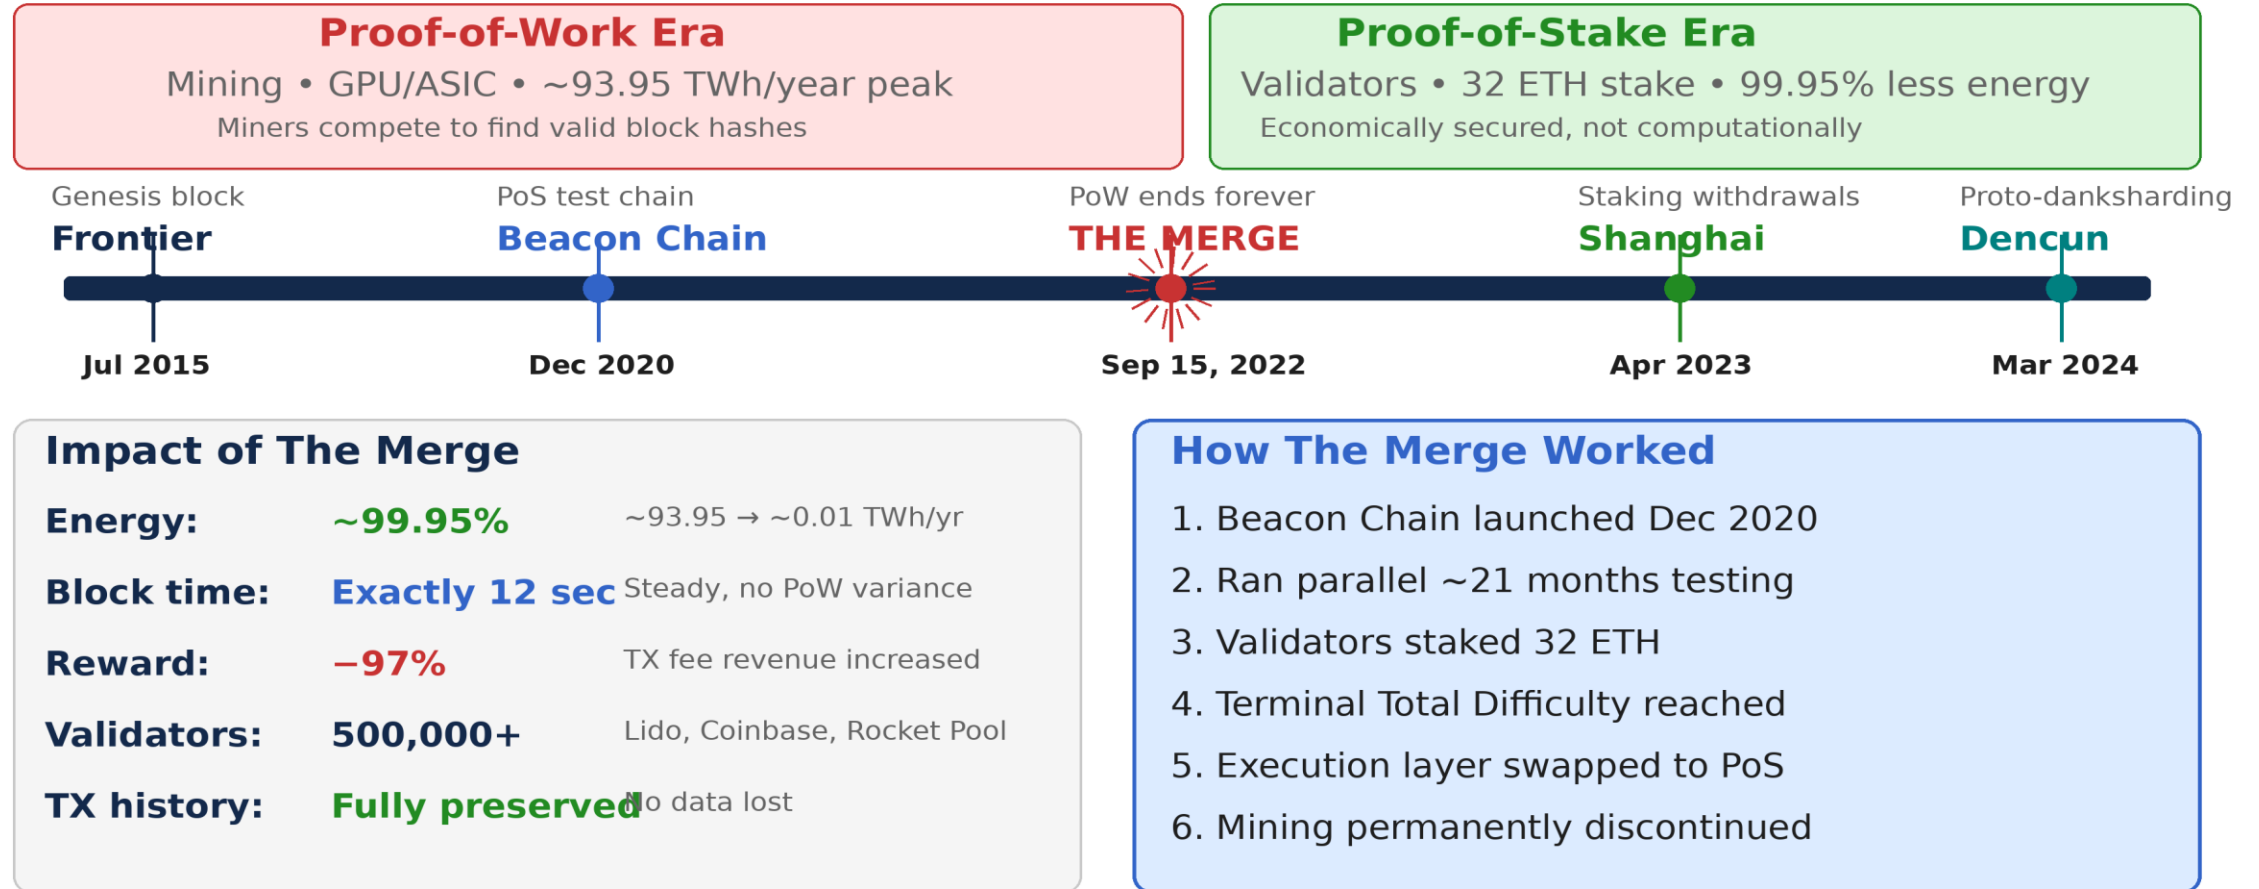 Proof-of-Work Era
Mining • GPU/ASIC • ~93.95 TWh/year peak
Miners compete to find valid block hashes
Proof-of-Stake Era
Validators • 32 ETH stake • 99.95% less energy
Economically secured, not computationally
Genesis block
Frontier
Jul 2015
PoS test chain
Beacon Chain
Dec 2020
PoW ends forever
THE MERGE
Sep 15, 2022
Staking withdrawals
Shanghai
Apr 2023
Proto-danksharding
Dencun
Mar 2024
Impact of The Merge
Energy: ~99.95% ~93.95 → ~0.01 TWh/yr
Block time: Exactly 12 sec Steady, no PoW variance
Reward: −97% TX fee revenue increased
Validators: 500,000+ Lido, Coinbase, Rocket Pool
TX history: Fully preserved No data lost
How The Merge Worked
1. Beacon Chain launched Dec 2020
2. Ran parallel ~21 months testing
3. Validators staked 32 ETH
4. Terminal Total Difficulty reached
5. Execution layer swapped to PoS
6. Mining permanently discontinued